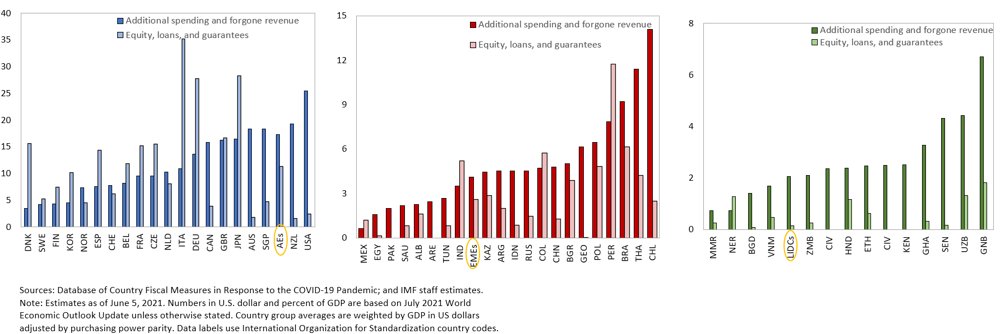 40
35
30
25
20
15
10
5
0
Additional spending and forgone revenue
Equity, loans, and guarantees
DNK
SWE
FIN
KOR
NOR
ESP
CHE
BEL
FRA
CZE
NLD
ITA
DEU
CAN
GBR
JPN
AUS
SGP
AEs
NZL
USA
15
12
9
6
3
0
Additional spending and forgone revenue
Equity, loans, and guarantees
MEX
EGY
PAK
SAU
ALB
ARE
TUN
IND
EMEs
KAZ
ARG
IDN
RUS
COL
CHN
BGR
GEO
POL
PER
BRA
THA
CHL
8
6
4
2
0
Additional spending and forgone revenue
Equity, loans, and guarantees
MMR
NER
BGD
VNM
LIDCs
ZMB
CIV
HND
ETH
CIV
KEN
GHA
SEN
UZB
GNB
Sources: Database of Country Fiscal Measures in Response to the COVID-19 Pandemic; and IMF staff estimates.
Note: Estimates as of June 5, 2021. Numbers in U.S. dollar and percent of GDP are based on July 2021 World
Economic Outlook Update unless otherwise stated. Country group averages are weighted by GDP in US dollars
adjusted by purchasing power parity. Data labels use International Organization for Standardization country codes.